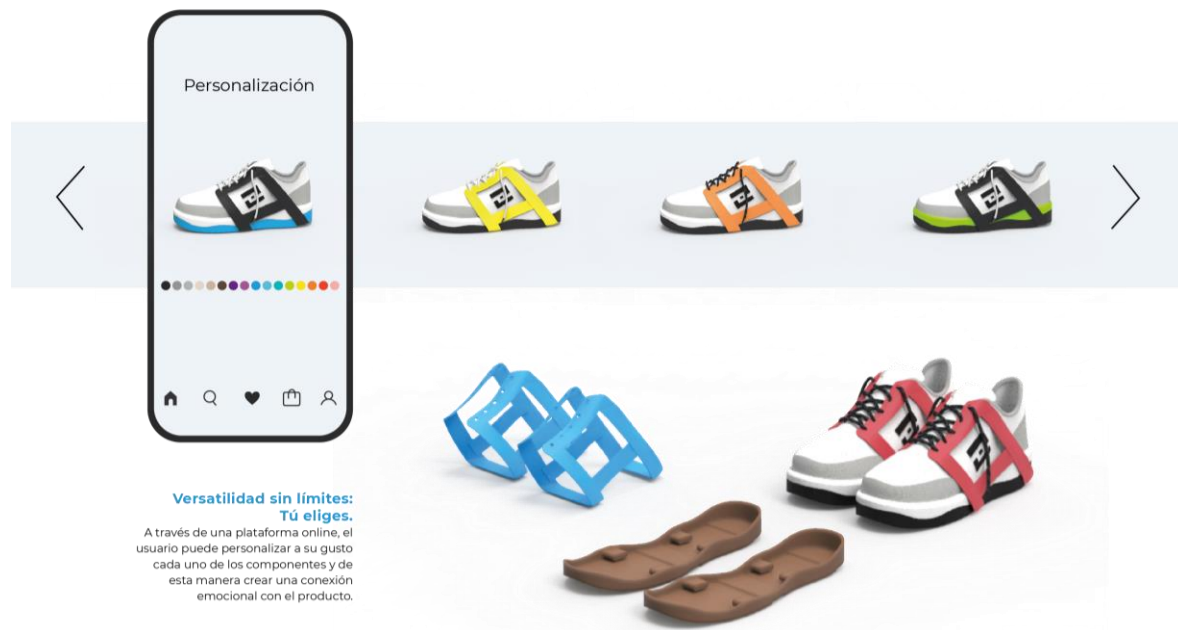 Personalización
Versatilidad sin límites:
Tú eliges.
A través de una plataforma online, el
usuario puede personalizar a su gusto
cada uno de los componentes y de
esta manera crear una conexión
emocional con el producto.